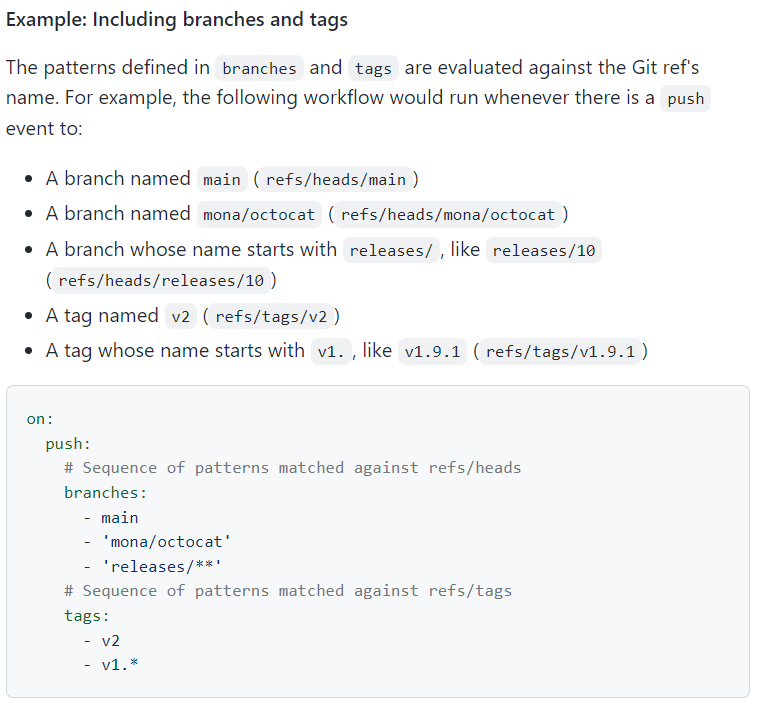 Example: Including branches and tags
The patterns defined in branches and tags are evaluated against the Git ref's
name. For example, the following workflow would run whenever there is a push
event to:
• A branch named main ( refs/heads/main )
• A branch named mona/octocat ( refs/heads/mona/octocat )
• A branch whose name starts with releases/ , like releases/10
( refs/heads/releases/10 )
• A tag named v2 ( refs/tags/v2 )
• A tag whose name starts with v1. , like v1.9.1 ( refs/tags/v1.9.1 )
on:
  push:
    # Sequence of patterns matched against refs/heads
    branches:
      - main
      - 'mona/octocat'
      - 'releases/**'
    # Sequence of patterns matched against refs/tags
    tags:
      - v2
      - v1.*